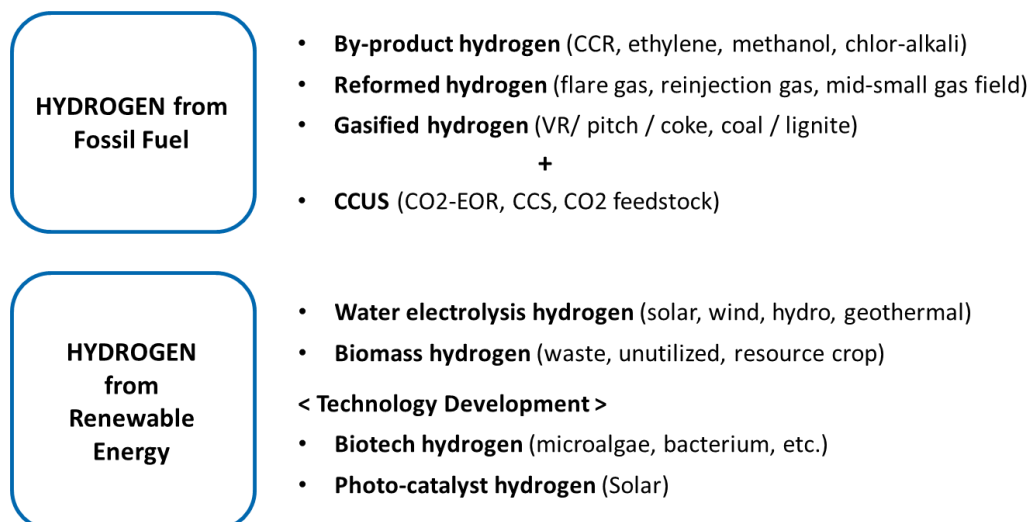 HYDROGEN from
Fossil Fuel
• By-product hydrogen (CCR, ethylene, methanol, chlor-alkali)
• Reformed hydrogen (flare gas, reinjection gas, mid-small gas field)
• Gasified hydrogen (VR/ pitch / coke, coal / lignite)
+
• CCUS (CO2-EOR, CCS, CO2 feedstock)
HYDROGEN
from
Renewable
Energy
• Water electrolysis hydrogen (solar, wind, hydro, geothermal)
• Biomass hydrogen (waste, unutilized, resource crop)
< Technology Development >
• Biotech hydrogen (microalgae, bacterium, etc.)
• Photo-catalyst hydrogen (Solar)